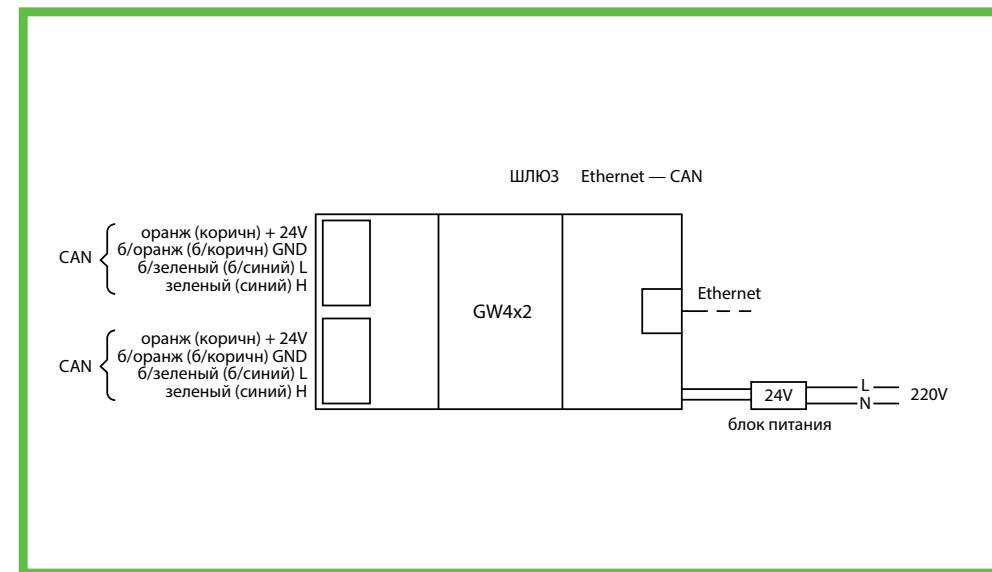 ШЛЮЗ Ethernet — CAN
CAN
оранж (коричн) + 24V
б/оранж (б/коричн) GND
б/зеленый (б/синий) L
зеленый (синий) H
GW4x2
Ethernet
CAN
оранж (коричн) + 24V
б/оранж (б/коричн) GND
б/зеленый (б/синий) L
зеленый (синий) H
24V
L
N
220V
блок питания